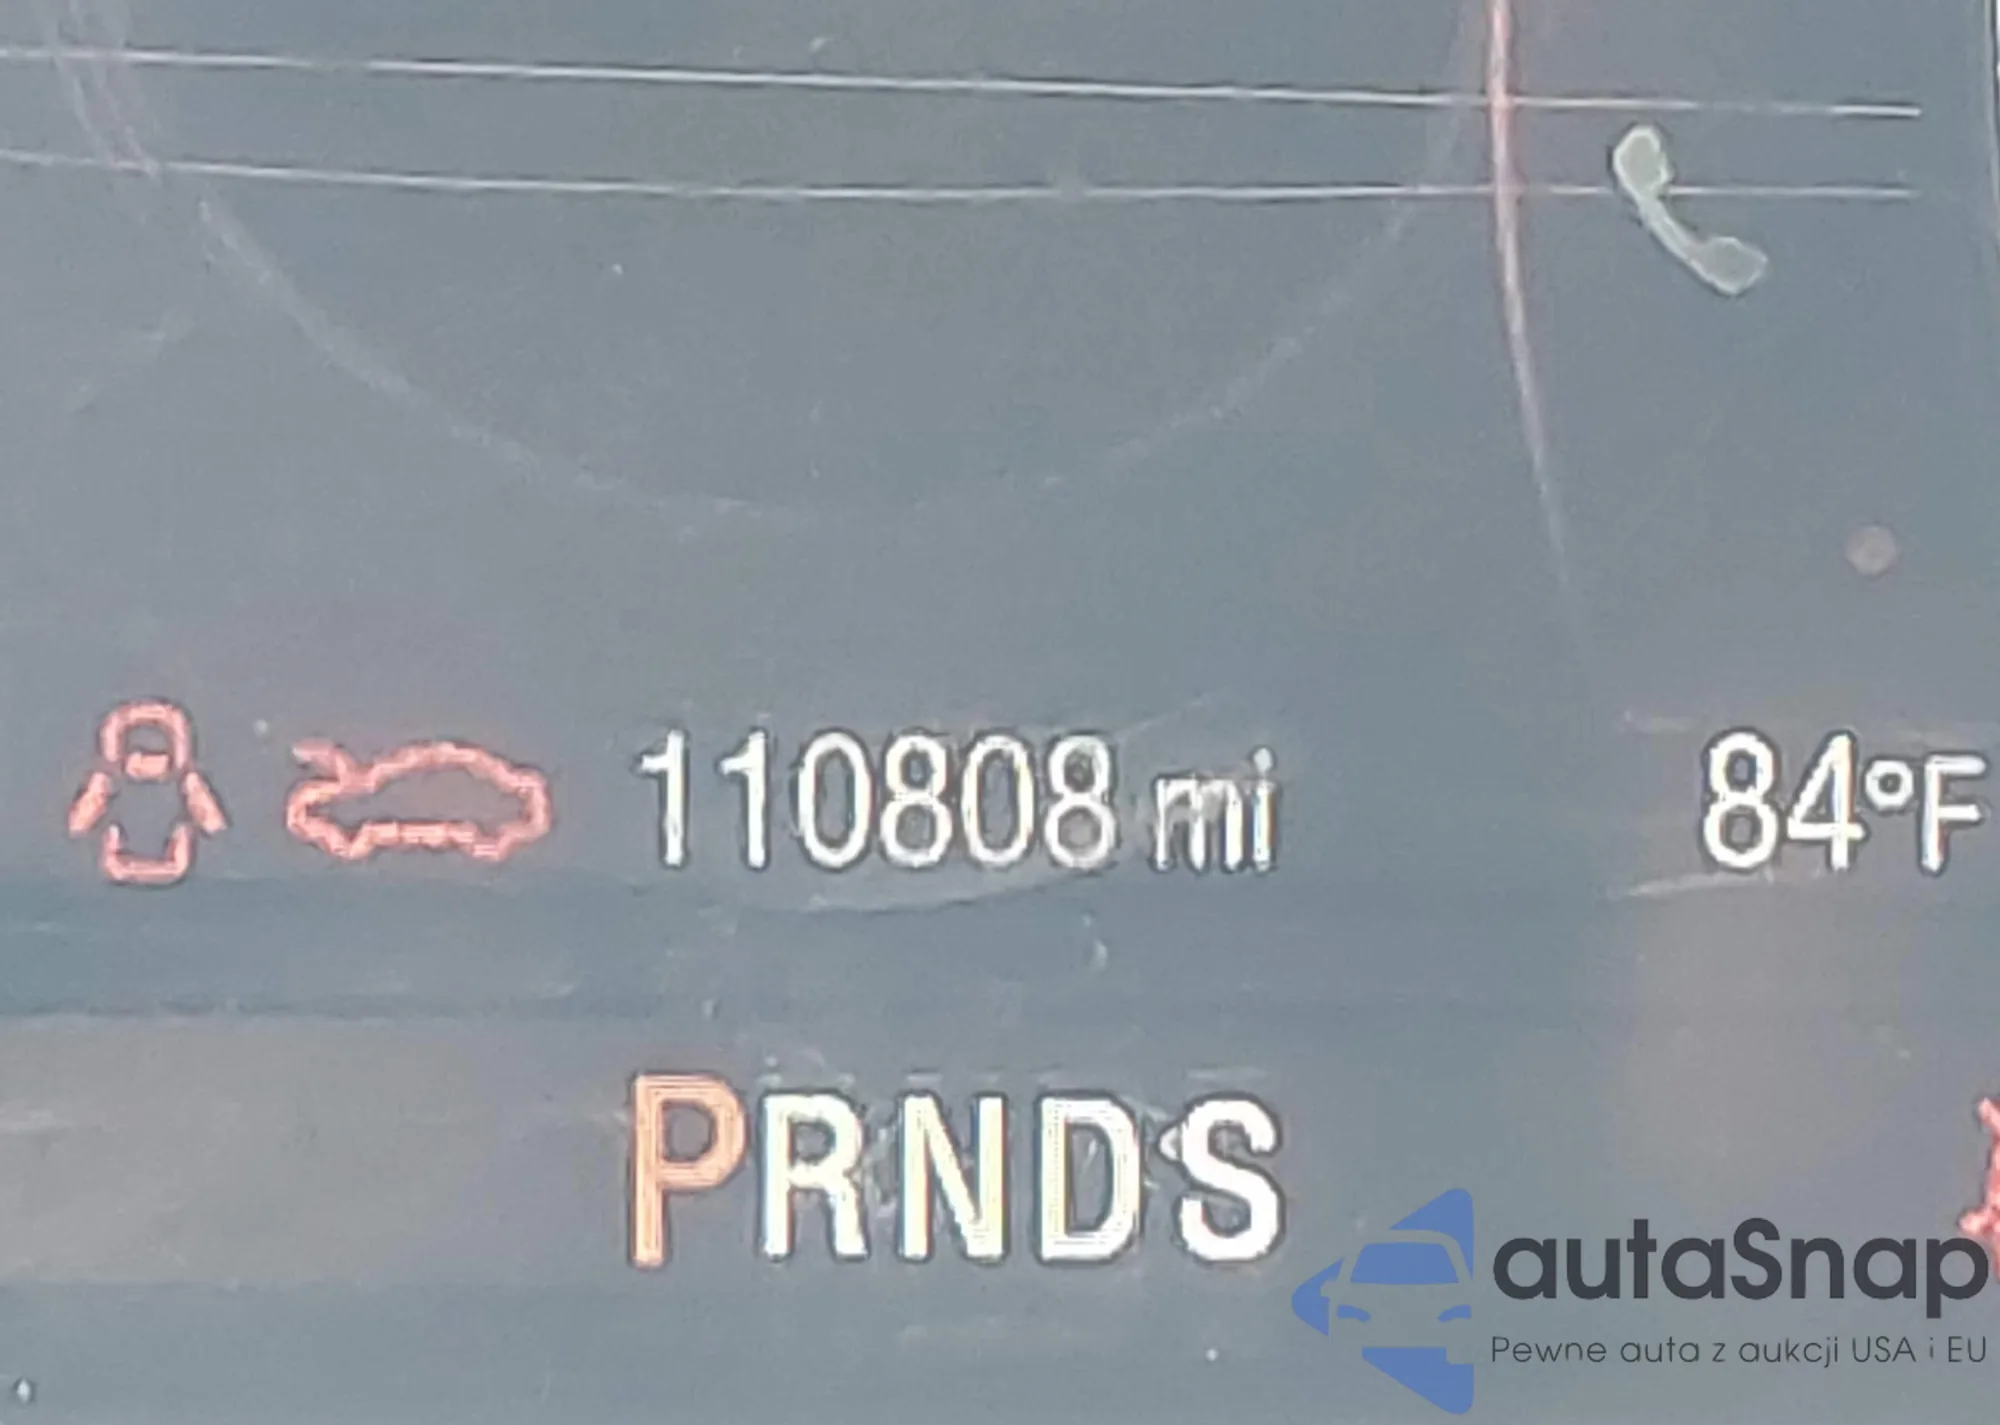 110808 mi 84°F
PRNDS
autaSnap
Pewne auta z aukcji USA i EU